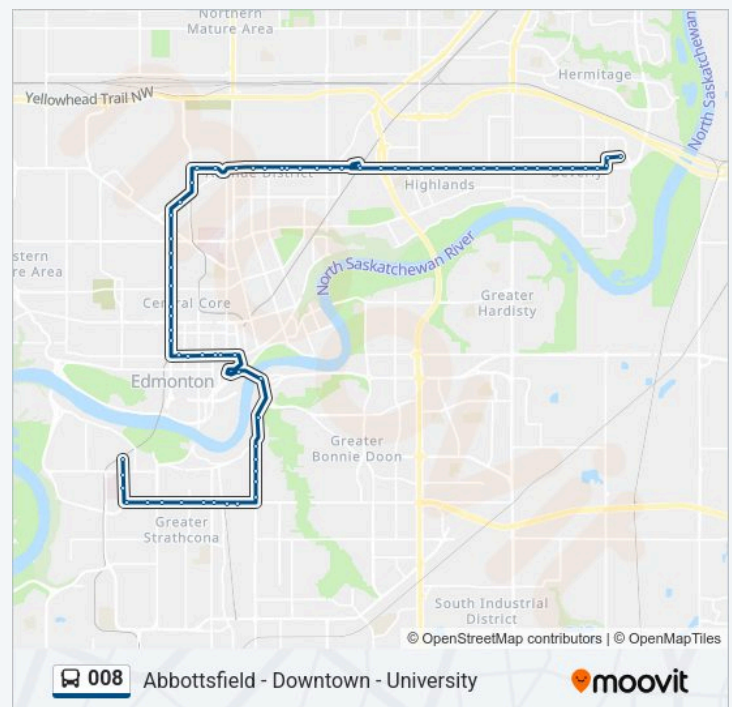 Northern
Mature Area
Hermitage
Yellowhead Trail NW
North Saskatchewan
Highlands
North Saskatchewan River
Central Core
Greater
Hardisty
Edmonton
Greater
Bonnie Doon
Greater
Strathcona
South Industrial
District
© OpenStreetMap contributors | © OpenMapTiles
008 Abbottsfield - Downtown - University
moovit